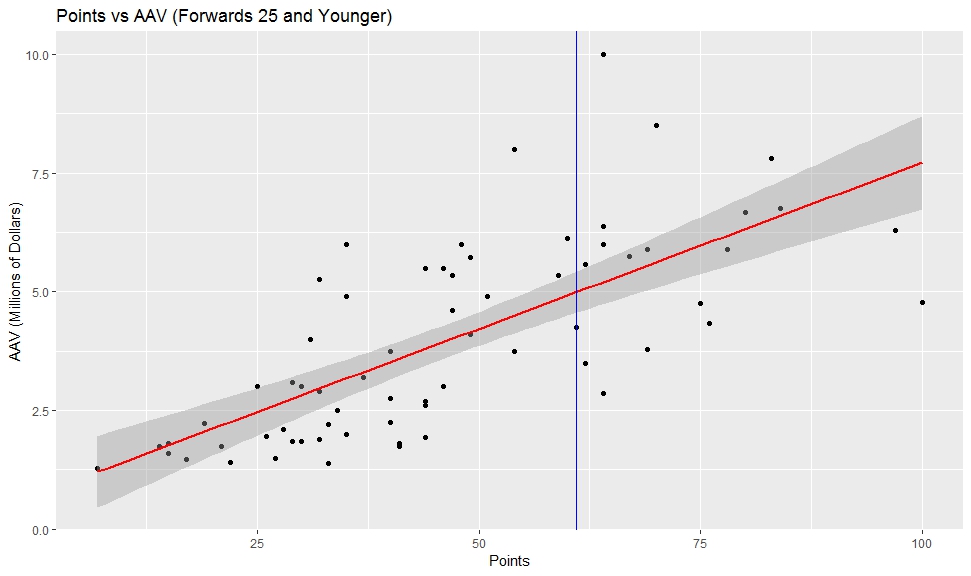 Points vs AAV (Forwards 25 and Younger)
10.0
7.5
5.0
2.5
0.0
AAV (Millions of Dollars)
25 50 75 100
Points